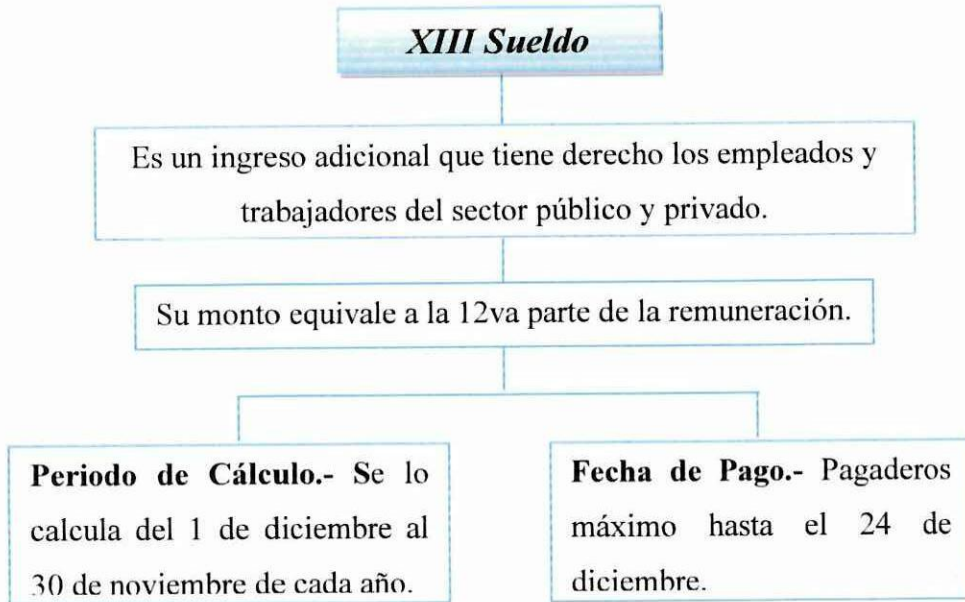 XIII Sueldo
Es un ingreso adicional que tiene derecho los empleados y
trabajadores del sector público y privado.
Su monto equivale a la 12va parte de la remuneración.
Periodo de Cálculo.- Se lo
calcula del 1 de diciembre al
30 de noviembre de cada año.
Fecha de Pago.- Pagaderos
máximo hasta el 24 de
diciembre.